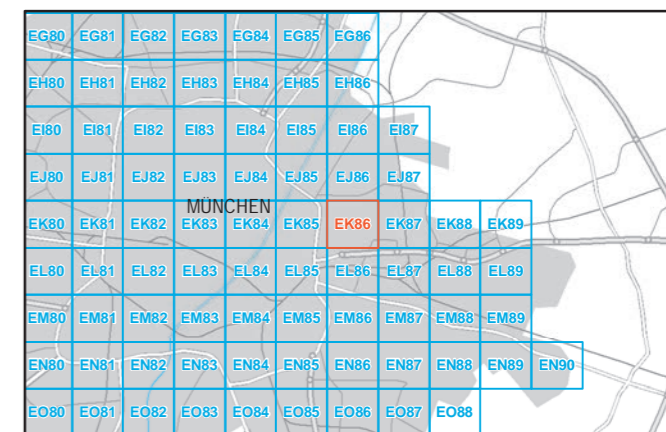 EG80 EG81 EG82 EG83 EG84 EG85 EG86
EH80 EH81 EH82 EH83 EH84 EH85 EH86
EI80 EI81 EI82 EI83 EI84 EI85 EI86 EI87
EJ80 EJ81 EJ82 EJ83 EJ84 EJ85 EJ86 EJ87
MÜNCHEN
EK80 EK81 EK82 EK83 EK84 EK85 EK86 EK87 EK88 EK89
EL80 EL81 EL82 EL83 EL84 EL85 EL86 EL87 EL88 EL89
EM80 EM81 EM82 EM83 EM84 EM85 EM86 EM87 EM88 EM89
EN80 EN81 EN82 EN83 EN84 EN85 EN86 EN87 EN88 EN89 EN90
EO80 EO81 EO82 EO83 EO84 EO85 EO86 EO87 EO88